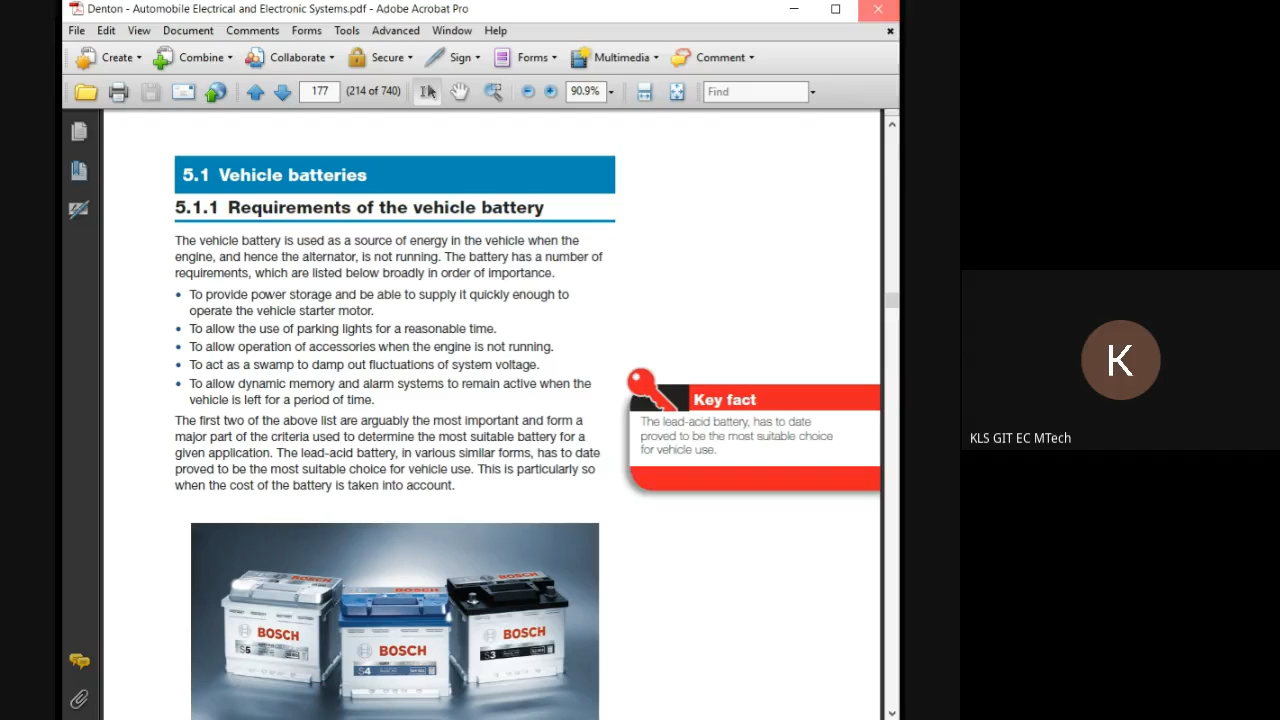 Denton - Automobile Electrical and Electronic Systems.pdf - Adobe Acrobat Pro
File Edit View Document Comments Forms Tools Advanced Window Help
Create Combine Collaborate Secure Sign Forms Multimedia Comment
177 (214 of 740) 90.9% Find
5.1 Vehicle batteries
5.1.1 Requirements of the vehicle battery
The vehicle battery is used as a source of energy in the vehicle when the
engine, and hence the alternator, is not running. The battery has a number of
requirements, which are listed below broadly in order of importance.
• To provide power storage and be able to supply it quickly enough to
operate the vehicle starter motor.
• To allow the use of parking lights for a reasonable time.
• To allow operation of accessories when the engine is not running.
• To act as a swamp to damp out fluctuations of system voltage.
• To allow dynamic memory and alarm systems to remain active when the
vehicle is left for a period of time.
The first two of the above list are arguably the most important and form a
major part of the criteria used to determine the most suitable battery for a
given application. The lead-acid battery, in various similar forms, has to date
proved to be the most suitable choice for vehicle use. This is particularly so
when the cost of the battery is taken into account.
Key fact
The lead-acid battery, has to date
proved to be the most suitable choice
for vehicle use.
BOSCH
S5
BOSCH
S4
BOSCH
S3
K
KLS GIT EC MTech